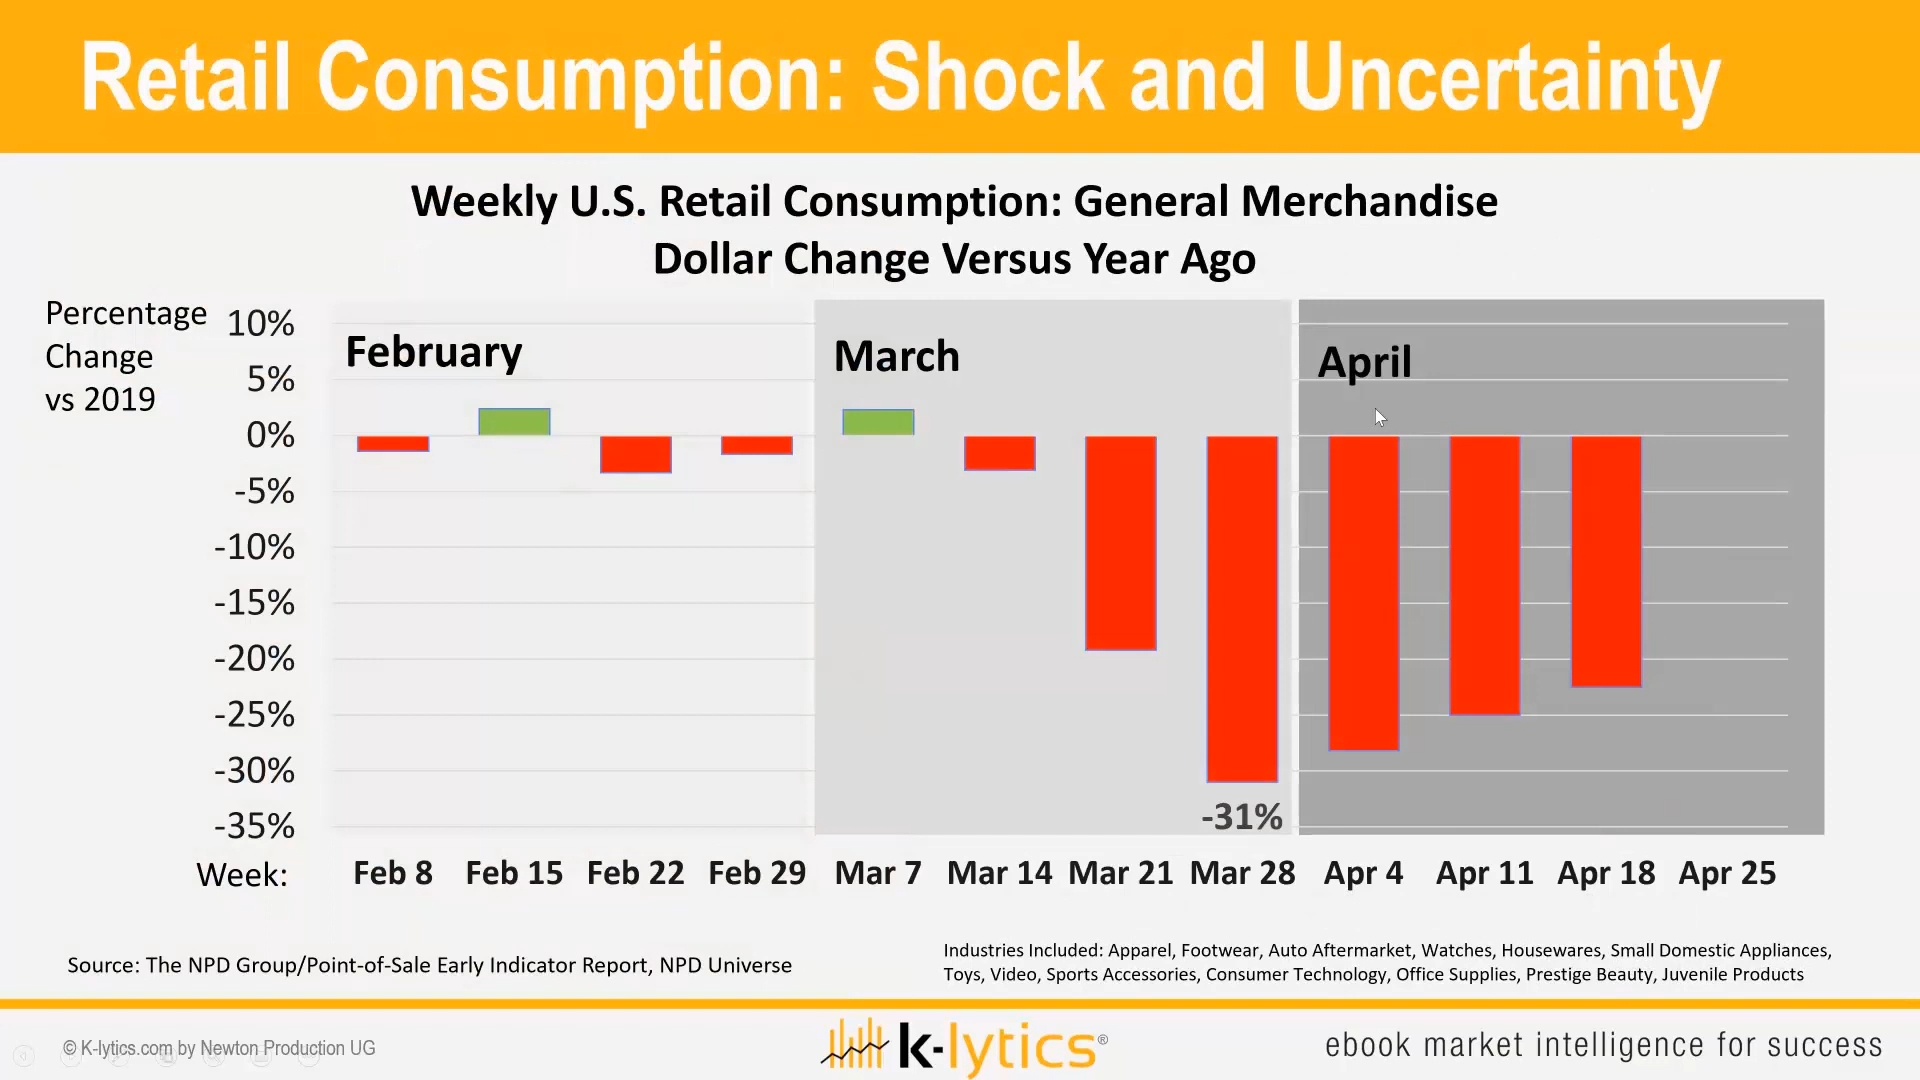 Retail Consumption: Shock and Uncertainty
Weekly U.S. Retail Consumption: General Merchandise
Dollar Change Versus Year Ago
Percentage
Change
vs 2019
10%
5%
0%
-5%
-10%
-15%
-20%
-25%
-30%
-35%
February
March
April
-31%
Week:
Feb 8
Feb 15
Feb 22
Feb 29
Mar 7
Mar 14
Mar 21
Mar 28
Apr 4
Apr 11
Apr 18
Apr 25
Source: The NPD Group/Point-of-Sale Early Indicator Report, NPD Universe
Industries Included: Apparel, Footwear, Auto Aftermarket, Watches, Housewares, Small Domestic Appliances,
Toys, Video, Sports Accessories, Consumer Technology, Office Supplies, Prestige Beauty, Juvenile Products
© K-lytics.com by Newton Production UG
k-lytics®
ebook market intelligence for success